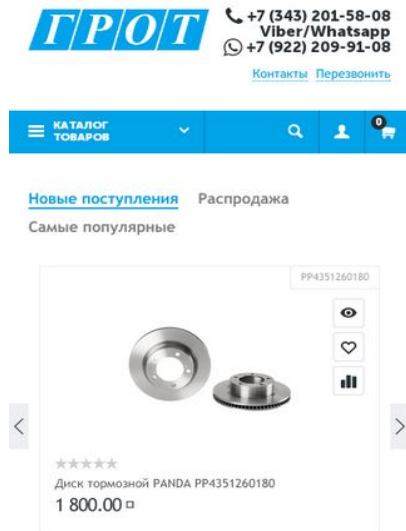 ГРОТ
+7 (343) 201-58-08
Viber/Whatsapp
+7 (922) 209-91-08
Контакты Перезвонить
КАТАЛОГ
ТОВАРОВ
0
Новые поступления Распродажа
Самые популярные
PP4351260180
Диск тормозной PANDA PP4351260180
1 800.00